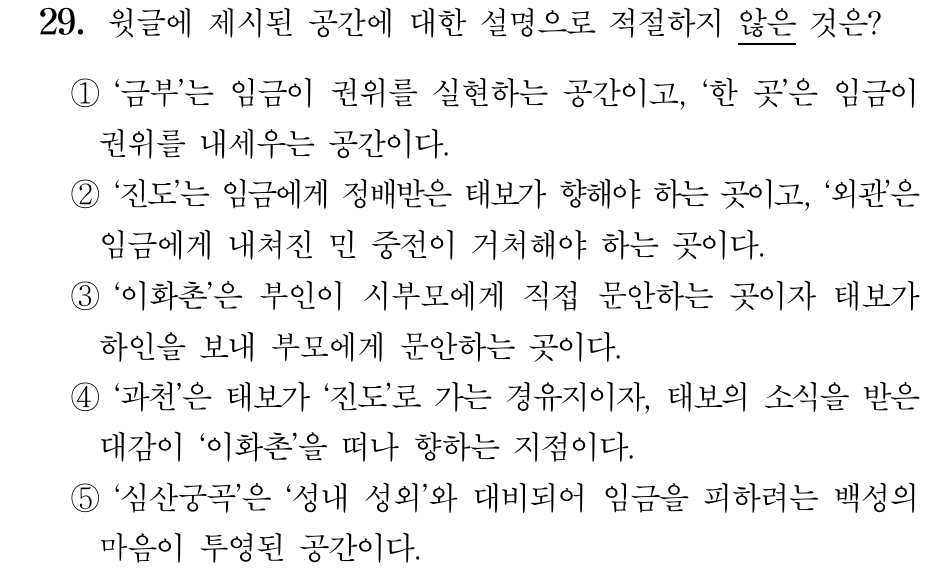 29. 윗글에 제시된 공간에 대한 설명으로 적절하지 않은 것은?
① ‘금부’는 임금이 권위를 실현하는 공간이고, ‘한 곳’은 임금이
권위를 내세우는 공간이다.
② ‘진도’는 임금에게 정배받은 태보가 향해야 하는 곳이고, ‘외관’은
임금에게 내쳐진 민 중전이 거처해야 하는 곳이다.
③ ‘이화촌’은 부인이 시부모에게 직접 문안하는 곳이자 태보가
하인을 보내 부모에게 문안하는 곳이다.
④ ‘과천’은 태보가 ‘진도’로 가는 경유지이자, 태보의 소식을 받은
대감이 ‘이화촌’을 떠나 향하는 지점이다.
⑤ ‘심산궁곡’은 ‘성내 성외’와 대비되어 임금을 피하려는 백성의
마음이 투영된 공간이다.